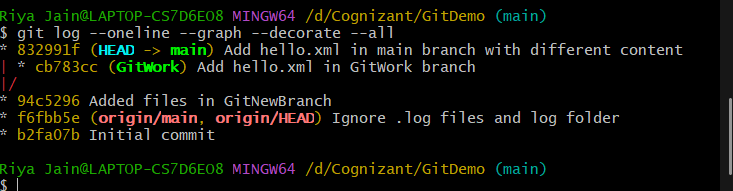 Riya Jain@LAPTOP-CS7D6EO8 MINGW64 /d/Cognizant/GitDemo (main)
$ git log --oneline --graph --decorate --all
* 832991f (HEAD -> main) Add hello.xml in main branch with different content
| * cb783cc (GitWork) Add hello.xml in GitWork branch
|/
* 94c5296 Added files in GitNewBranch
* f6fbb5e (origin/main, origin/HEAD) Ignore .log files and log folder
* b2fa07b Initial commit
Riya Jain@LAPTOP-CS7D6EO8 MINGW64 /d/Cognizant/GitDemo (main)
$